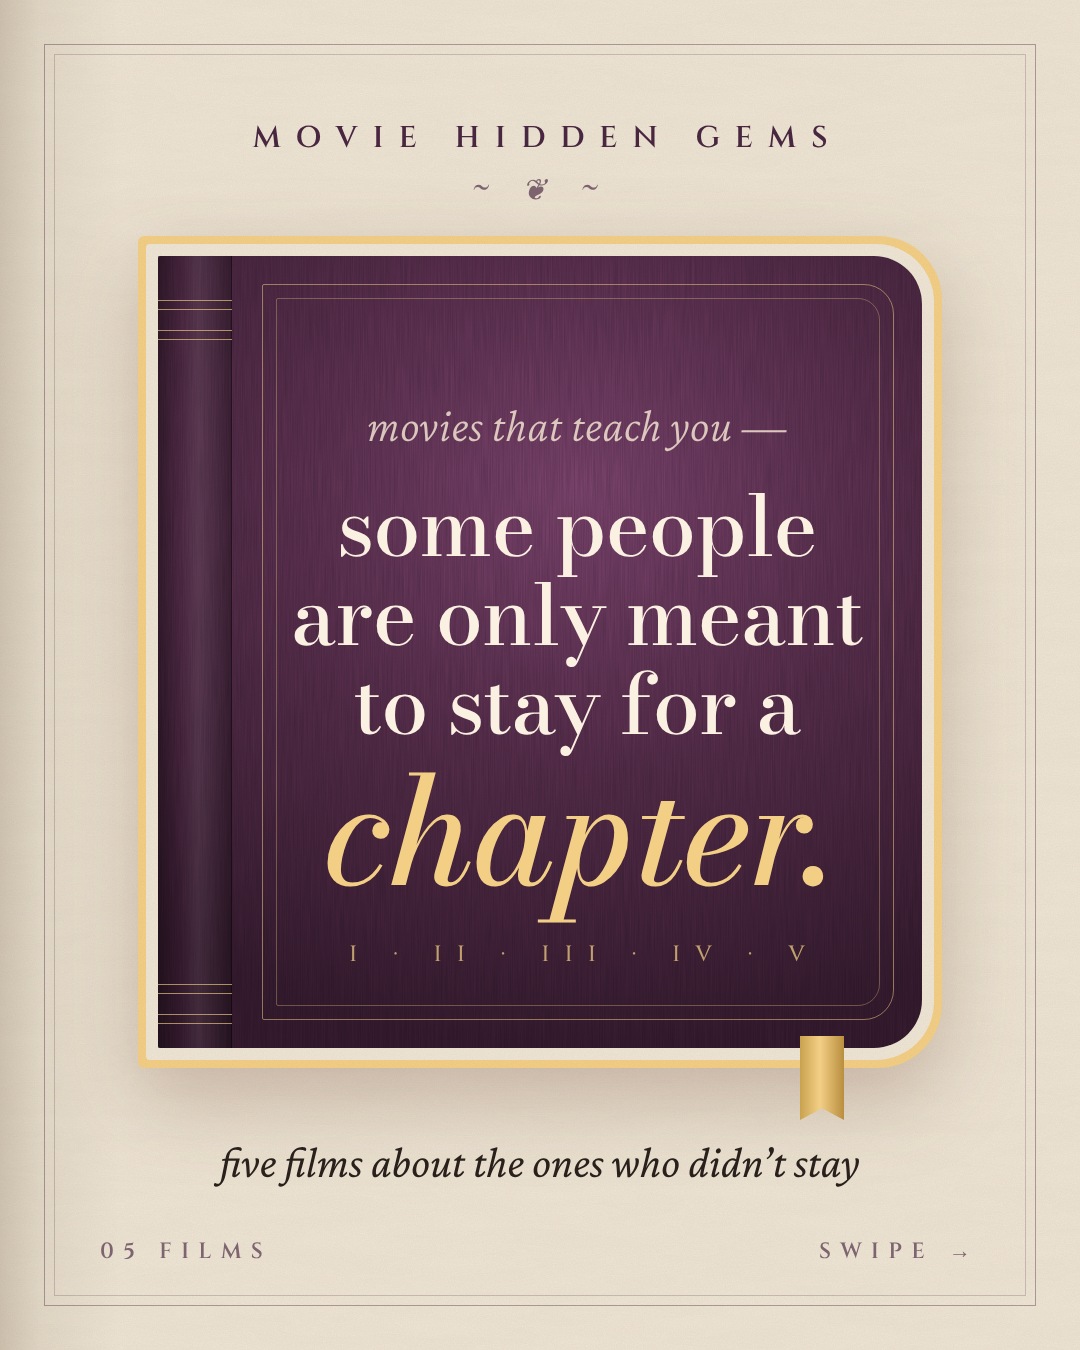 MOVIE HIDDEN GEMS
~ ❦ ~
movies that teach you —
some people
are only meant
to stay for a
chapter.
I · II · III · IV · V
five films about the ones who didn’t stay
05 FILMS
SWIPE →